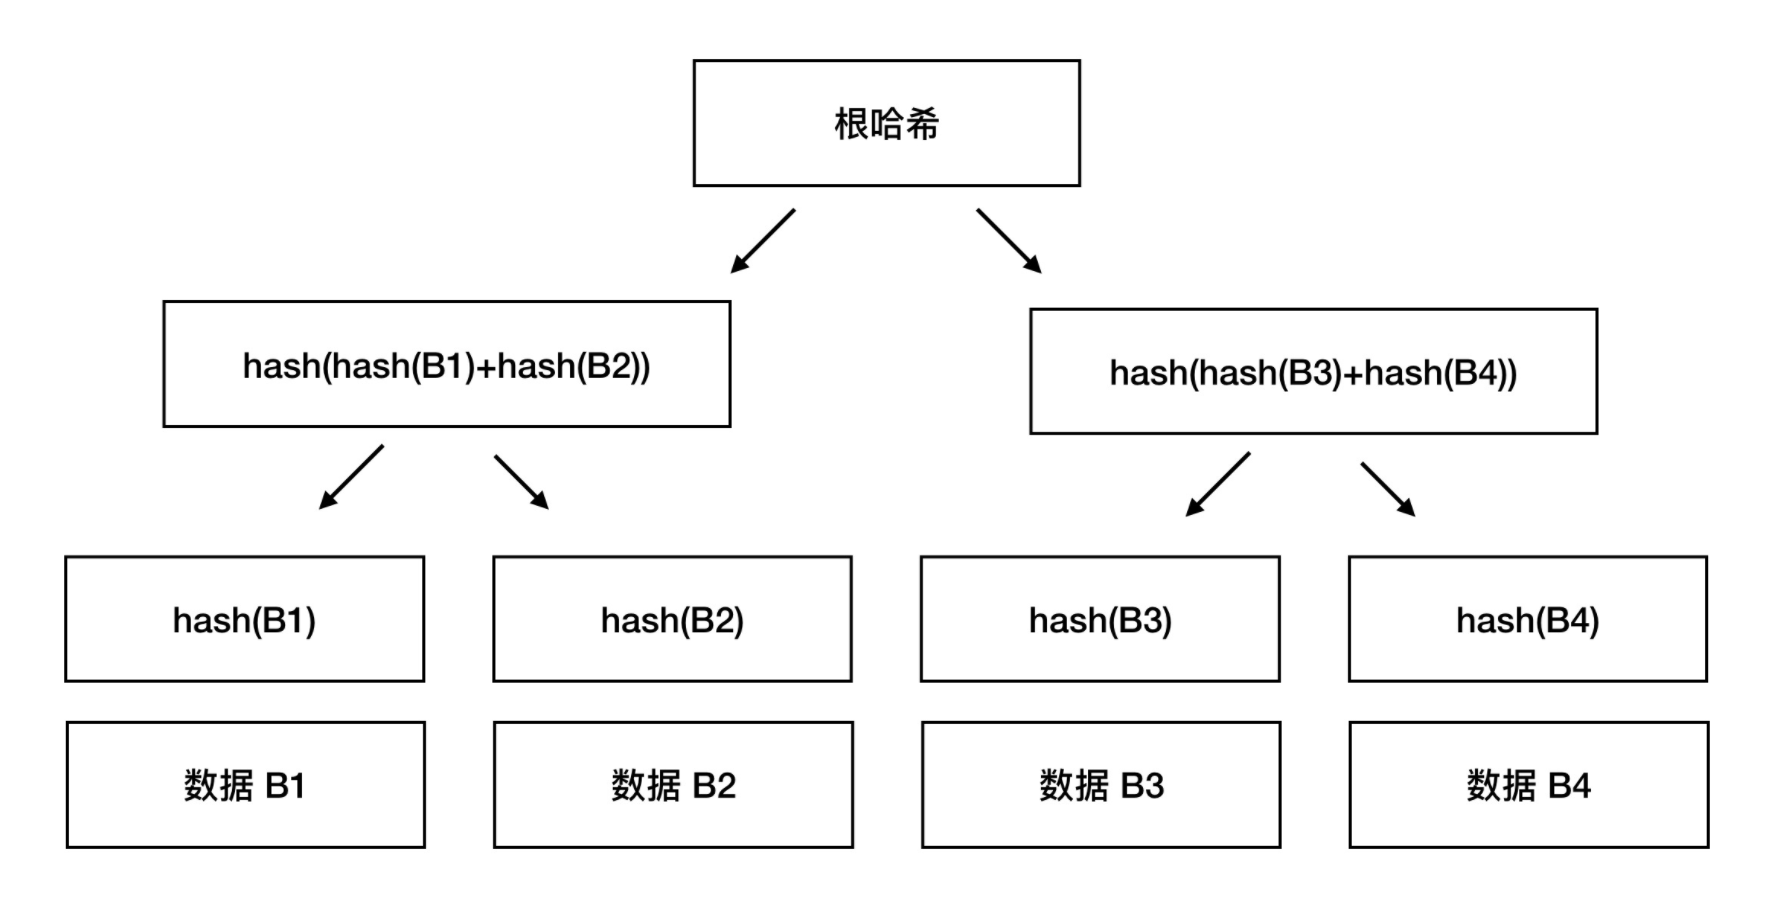 根哈希
hash(hash(B1)+hash(B2))
hash(hash(B3)+hash(B4))
hash(B1)
hash(B2)
hash(B3)
hash(B4)
数据 B1
数据 B2
数据 B3
数据 B4